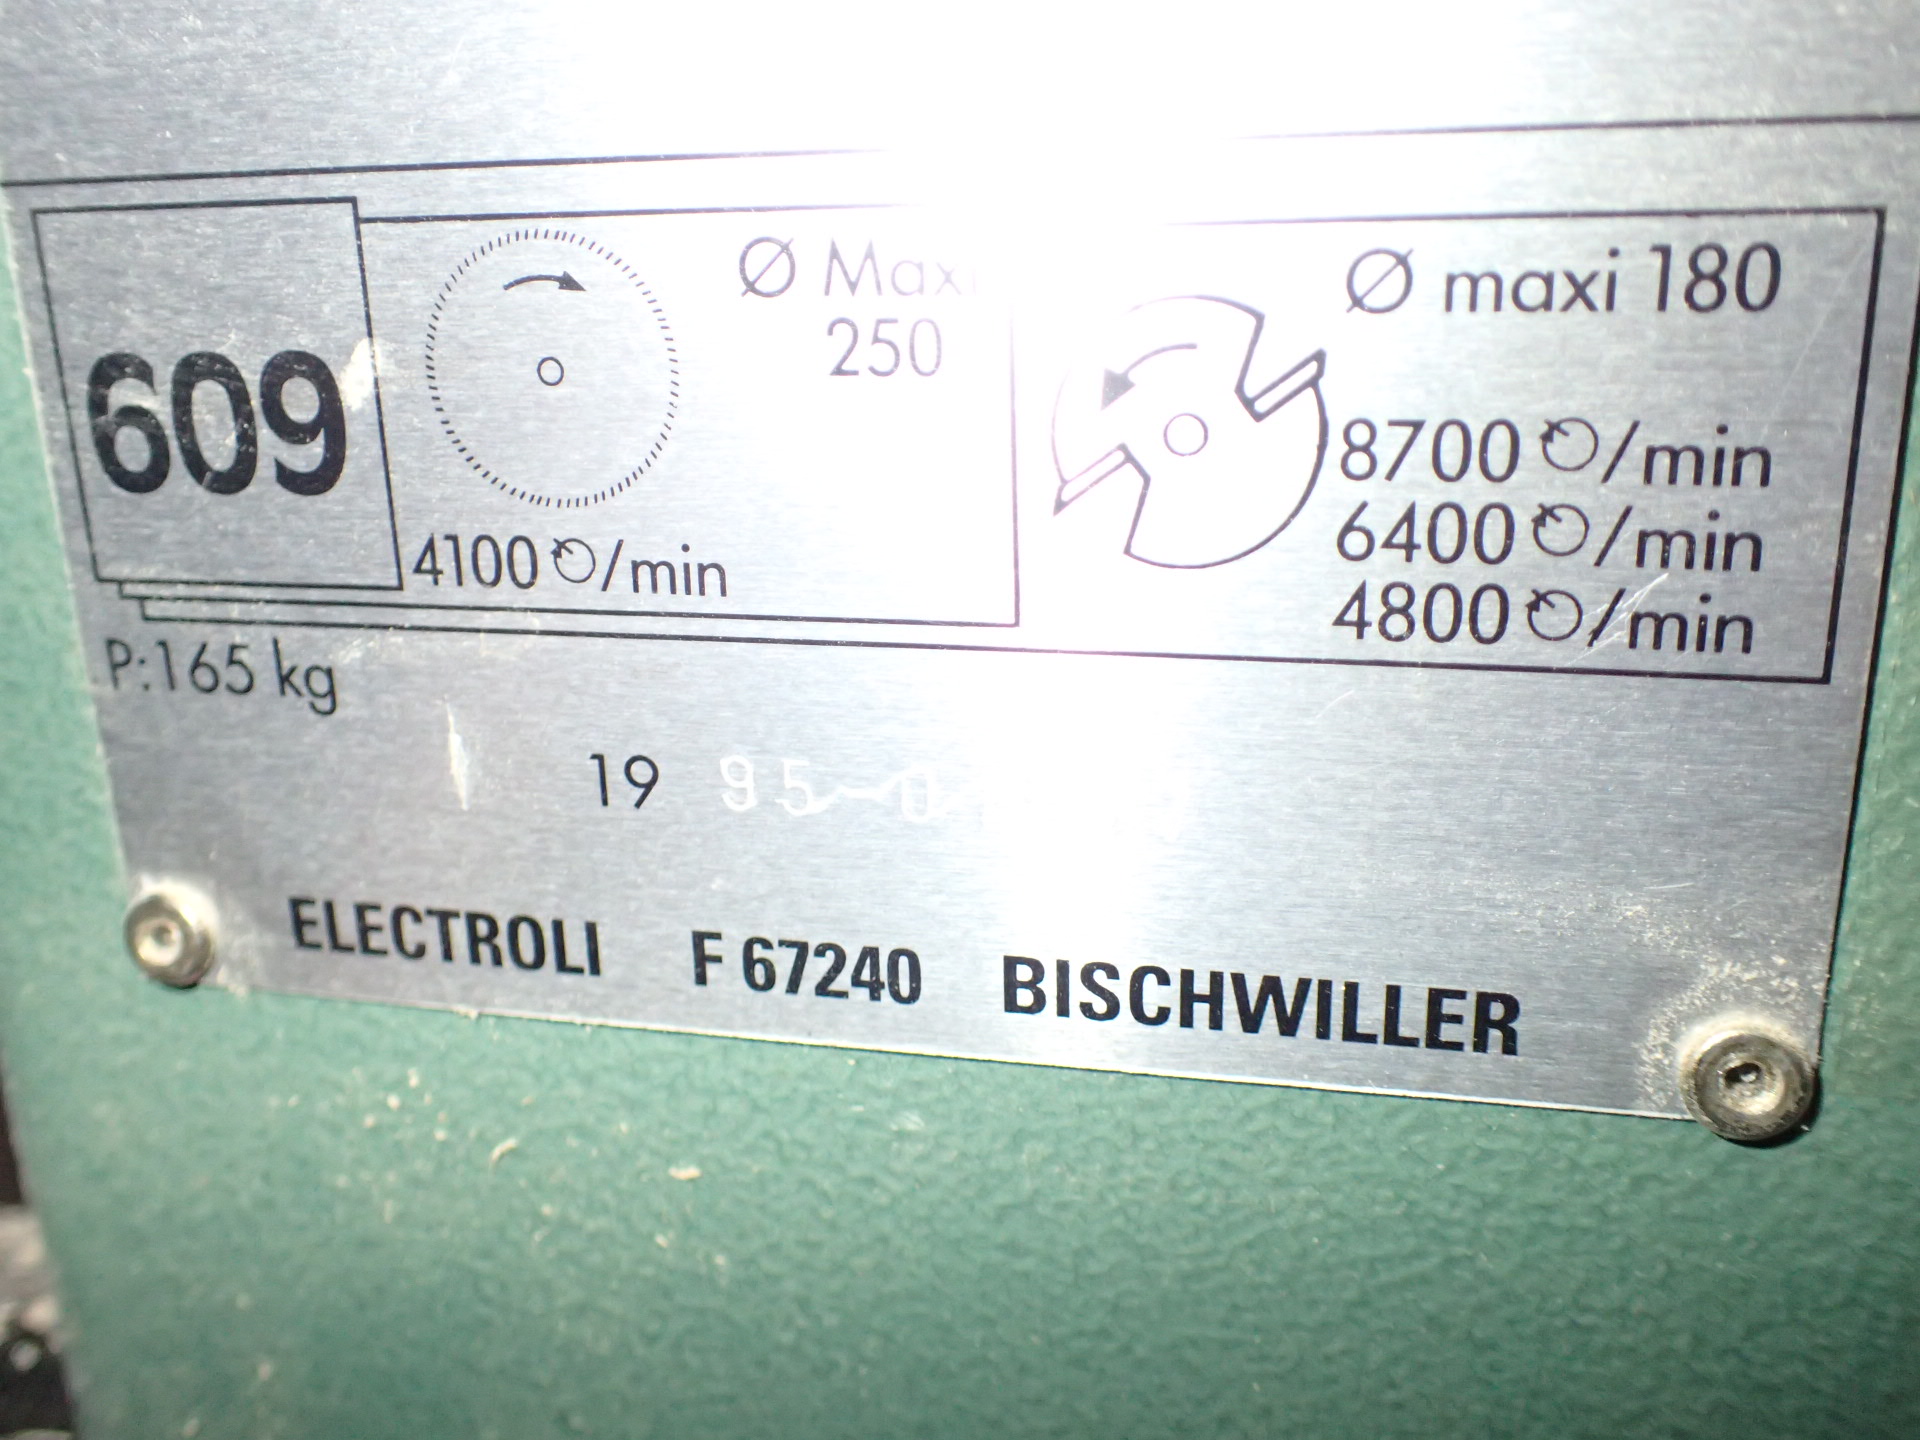 609
Ø Maxi
250
4100 /min
Ø maxi 180
8700 /min
6400 /min
4800 /min
P:165 kg
19 95-0
ELECTROLI F 67240 BISCHWILLER